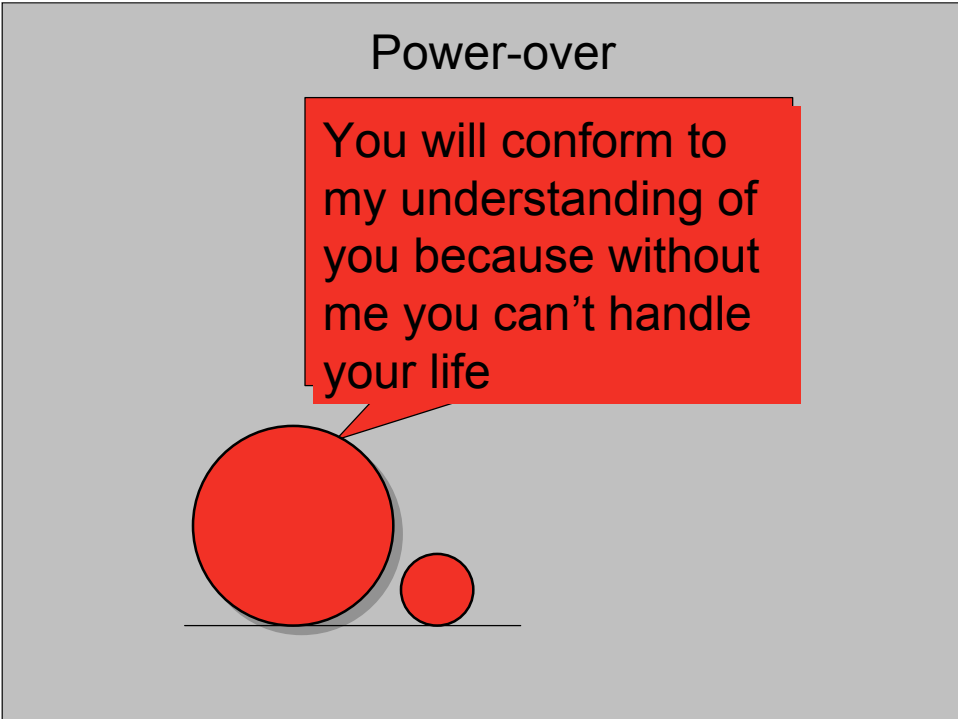 Power-over
You will conform to
my understanding of
you because without
me you can’t handle
your life